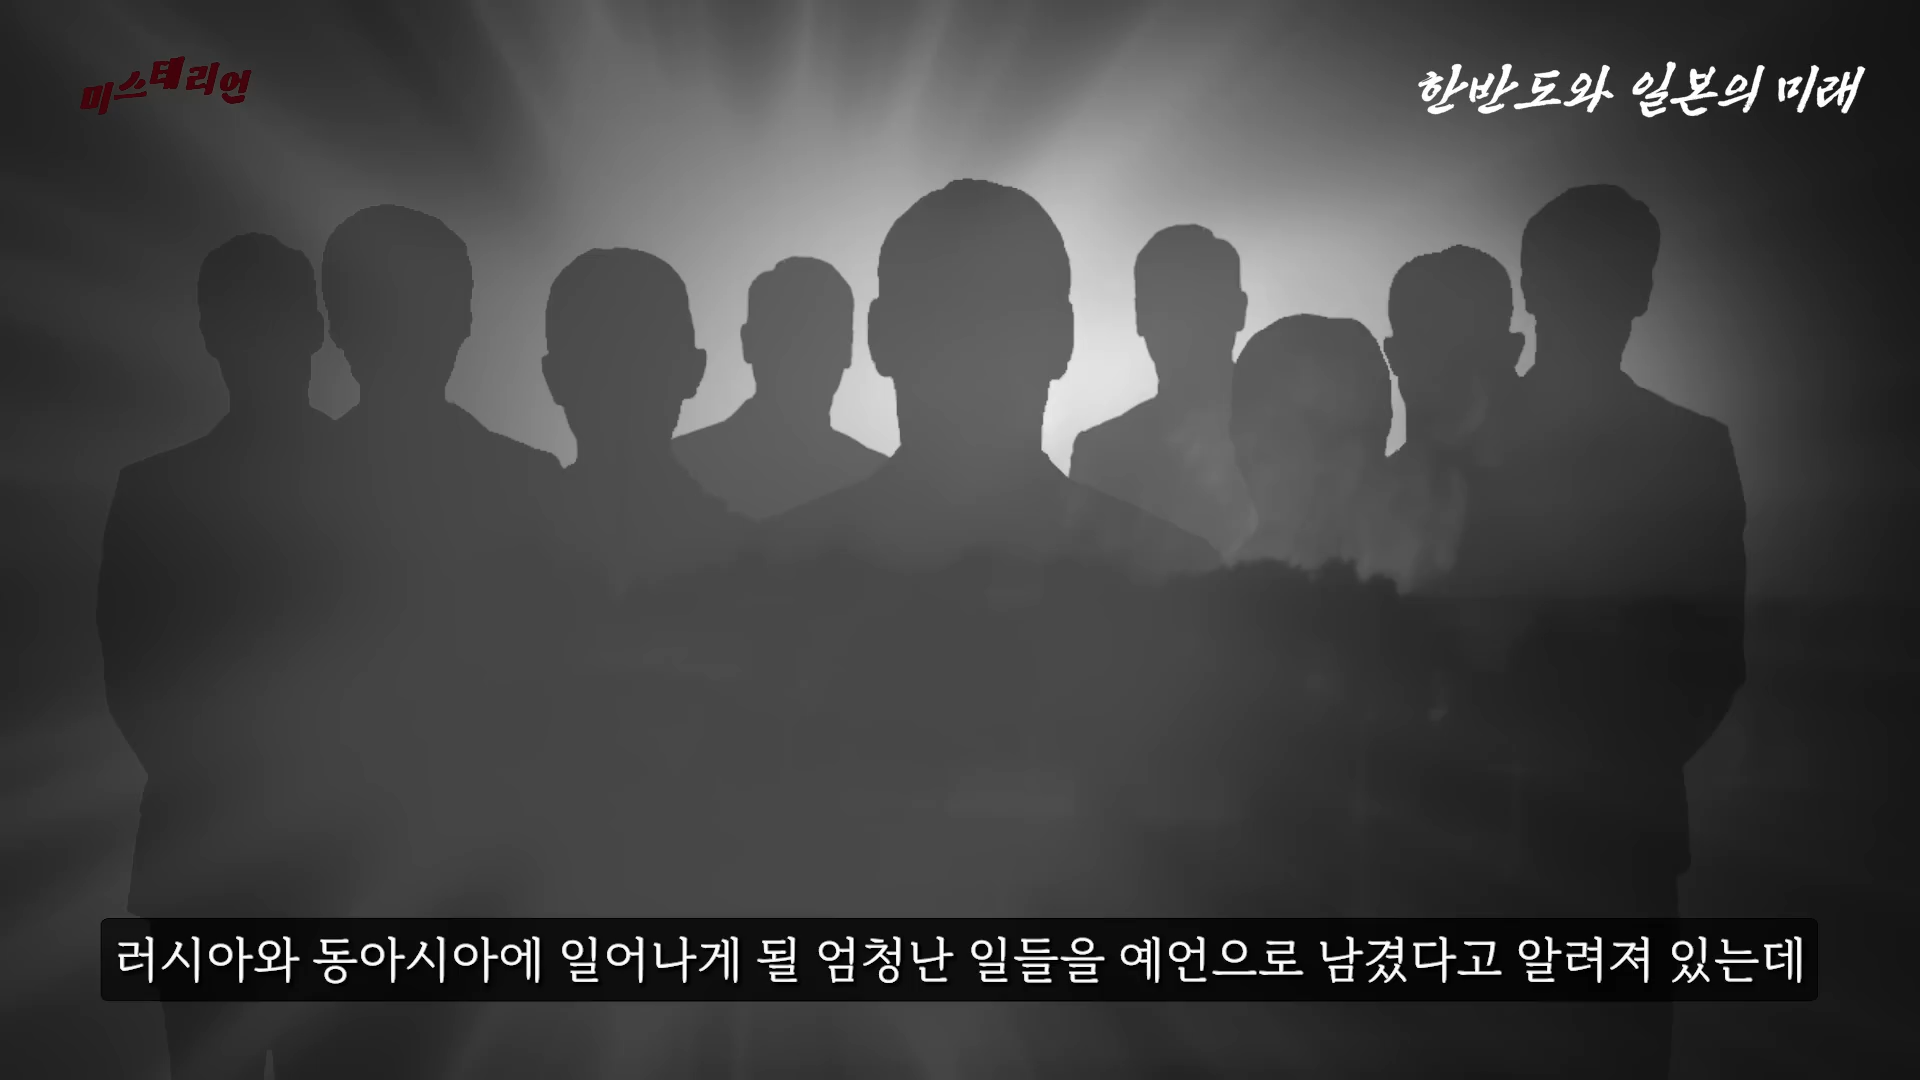 미스테리언
한반도와 일본의 미래
러시아와 동아시아에 일어나게 될 엄청난 일들을 예언으로 남겼다고 알려져 있는데